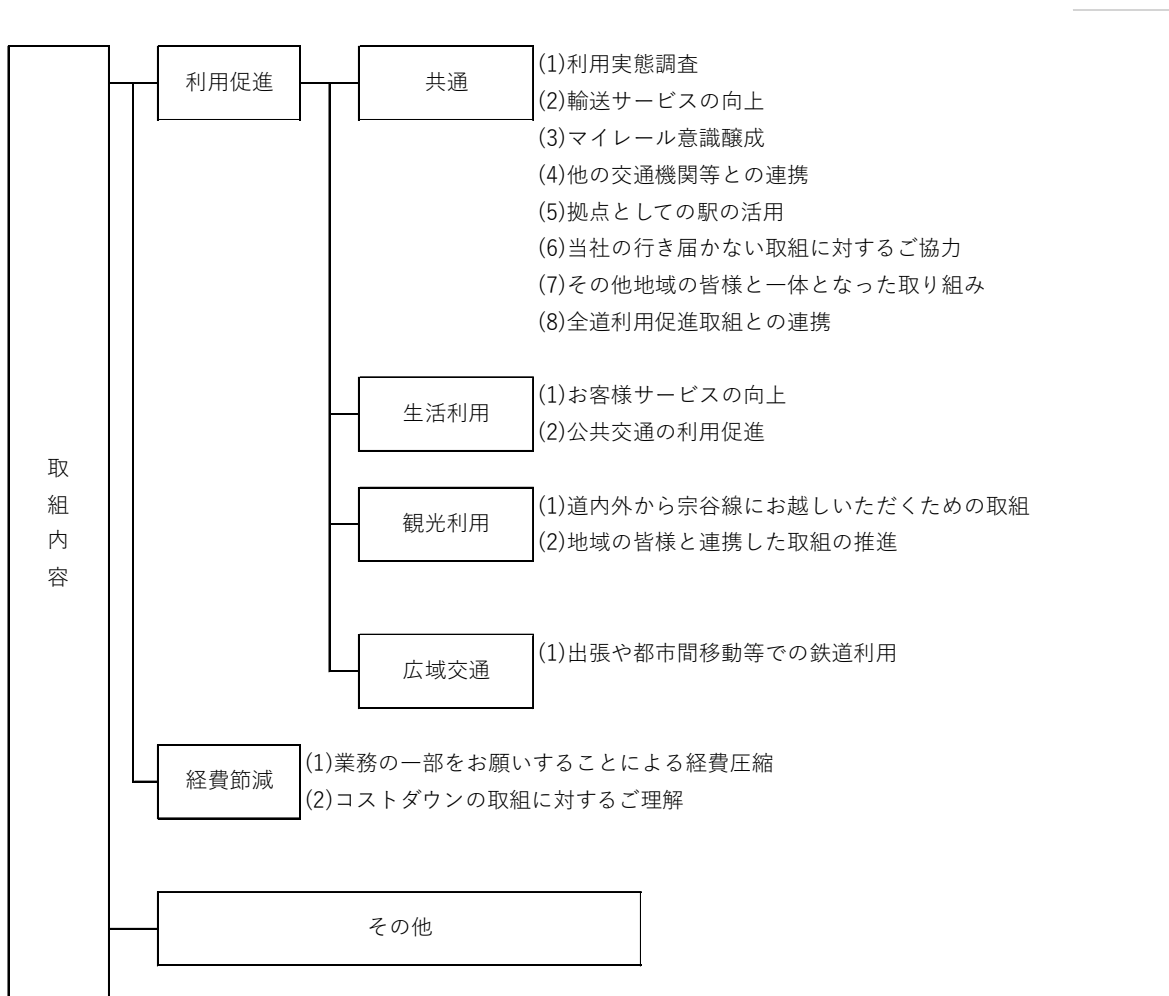 取組内容
利用促進
共通
(1)利用実態調査
(2)輸送サービスの向上
(3)マイレール意識醸成
(4)他の交通機関等との連携
(5)拠点としての駅の活用
(6)当社の行き届かない取組に対するご協力
(7)その他地域の皆様と一体となった取り組み
(8)全道利用促進取組との連携
生活利用
(1)お客様サービスの向上
(2)公共交通の利用促進
観光利用
(1)道内外から宗谷線にお越しいただくための取組
(2)地域の皆様と連携した取組の推進
広域交通
(1)出張や都市間移動等での鉄道利用
経費節減
(1)業務の一部をお願いすることによる経費圧縮
(2)コストダウンの取組に対するご理解
その他